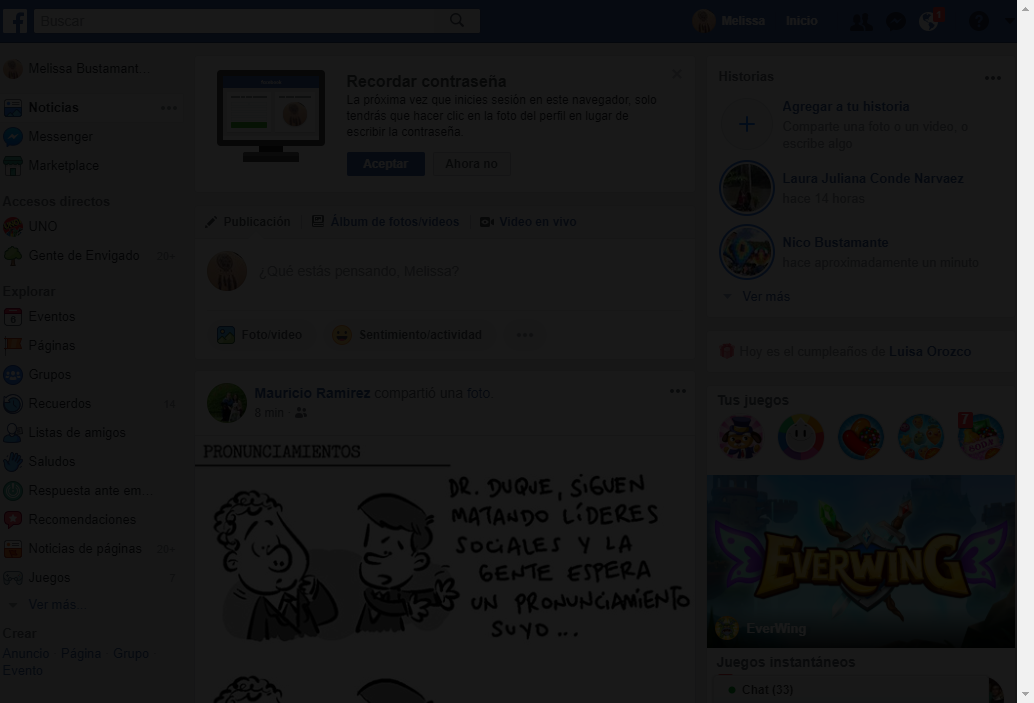 Buscar
Melissa
Inicio
Melissa Bustamant...
Noticias
Messenger
Marketplace
Accesos directos
UNO
Gente de Envigado 20+
Explorar
Eventos
Páginas
Grupos
Recuerdos 14
Listas de amigos
Saludos
Respuesta ante em...
Recomendaciones
Noticias de páginas 20+
Juegos
Ver más...
Crear
Anuncio Página Grupo
Evento
Recordar contraseña
La próxima vez que inicies sesión en este navegador, solo
tendrás que hacer clic en la foto del perfil en lugar de
escribir la contraseña.
Aceptar
Ahora no
Publicación
Álbum de fotos/videos
Video en vivo
¿Qué estás pensando, Melissa?
Foto/video
Sentimiento/actividad
Mauricio Ramirez compartió una foto.
8 min ·
PRONUNCIAMIENTOS
DR. DUQUE, SIGUEN
MATANDO LÍDERES
SOCIALES Y LA
GENTE ESPERA
UN PRONUNCIAMIENTO
SUYO ...
Historias
Agregar a tu historia
Comparte una foto o un video, o
escribe algo
Laura Juliana Conde Narvaez
hace 14 horas
Nico Bustamante
hace aproximadamente un minuto
Ver más
Hoy es el cumpleaños de Luisa Orozco
Tus juegos
7
EVERWING
EverWing
Juegos instantáneos
Chat (33)